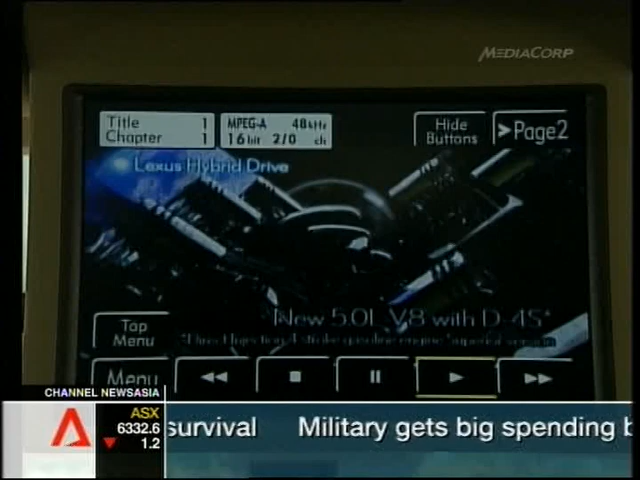 MEDIACORP
Title 1
Chapter 1
MPEG-A 48kHz
16bit 2/0 ch
Hide
Buttons
>Page2
Lexus Hybrid Drive
New 5.0L V8 with D-4S*
Top
Menu
Menu
CHANNEL NEWSASIA
ASX
6332.6
1.2
survival Military gets big spending b